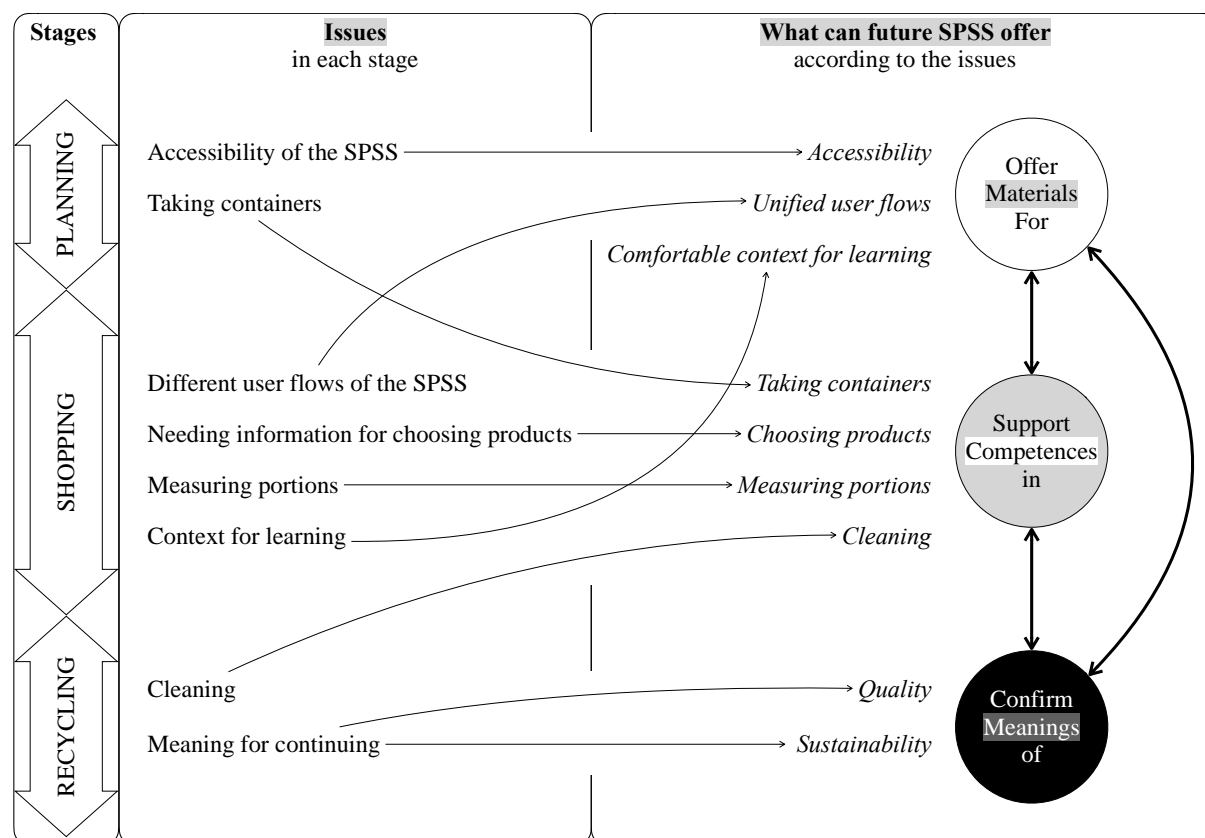 Stages
Issues
in each stage
What can future SPSS offer
according to the issues
PLANNING
Accessibility of the SPSS
Accessibility
Taking containers
Unified user flows
Comfortable context for learning
Offer
Materials
For
SHOPPING
Different user flows of the SPSS
Taking containers
Needing information for choosing products
Choosing products
Measuring portions
Measuring portions
Context for learning
Cleaning
Support
Competences
in
RECYCLING
Cleaning
Quality
Meaning for continuing
Sustainability
Confirm
Meanings
of